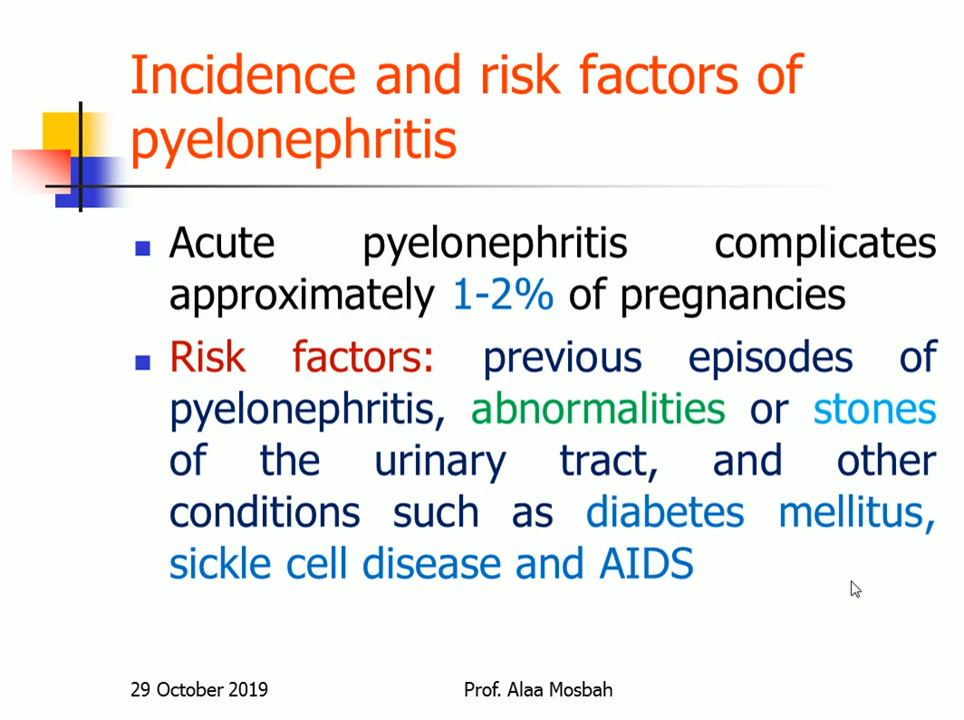 Incidence and risk factors of
pyelonephritis
Acute pyelonephritis complicates
approximately 1-2% of pregnancies
Risk factors: previous episodes of
pyelonephritis, abnormalities or stones
of the urinary tract, and other
conditions such as diabetes mellitus,
sickle cell disease and AIDS
29 October 2019 Prof. Alaa Mosbah